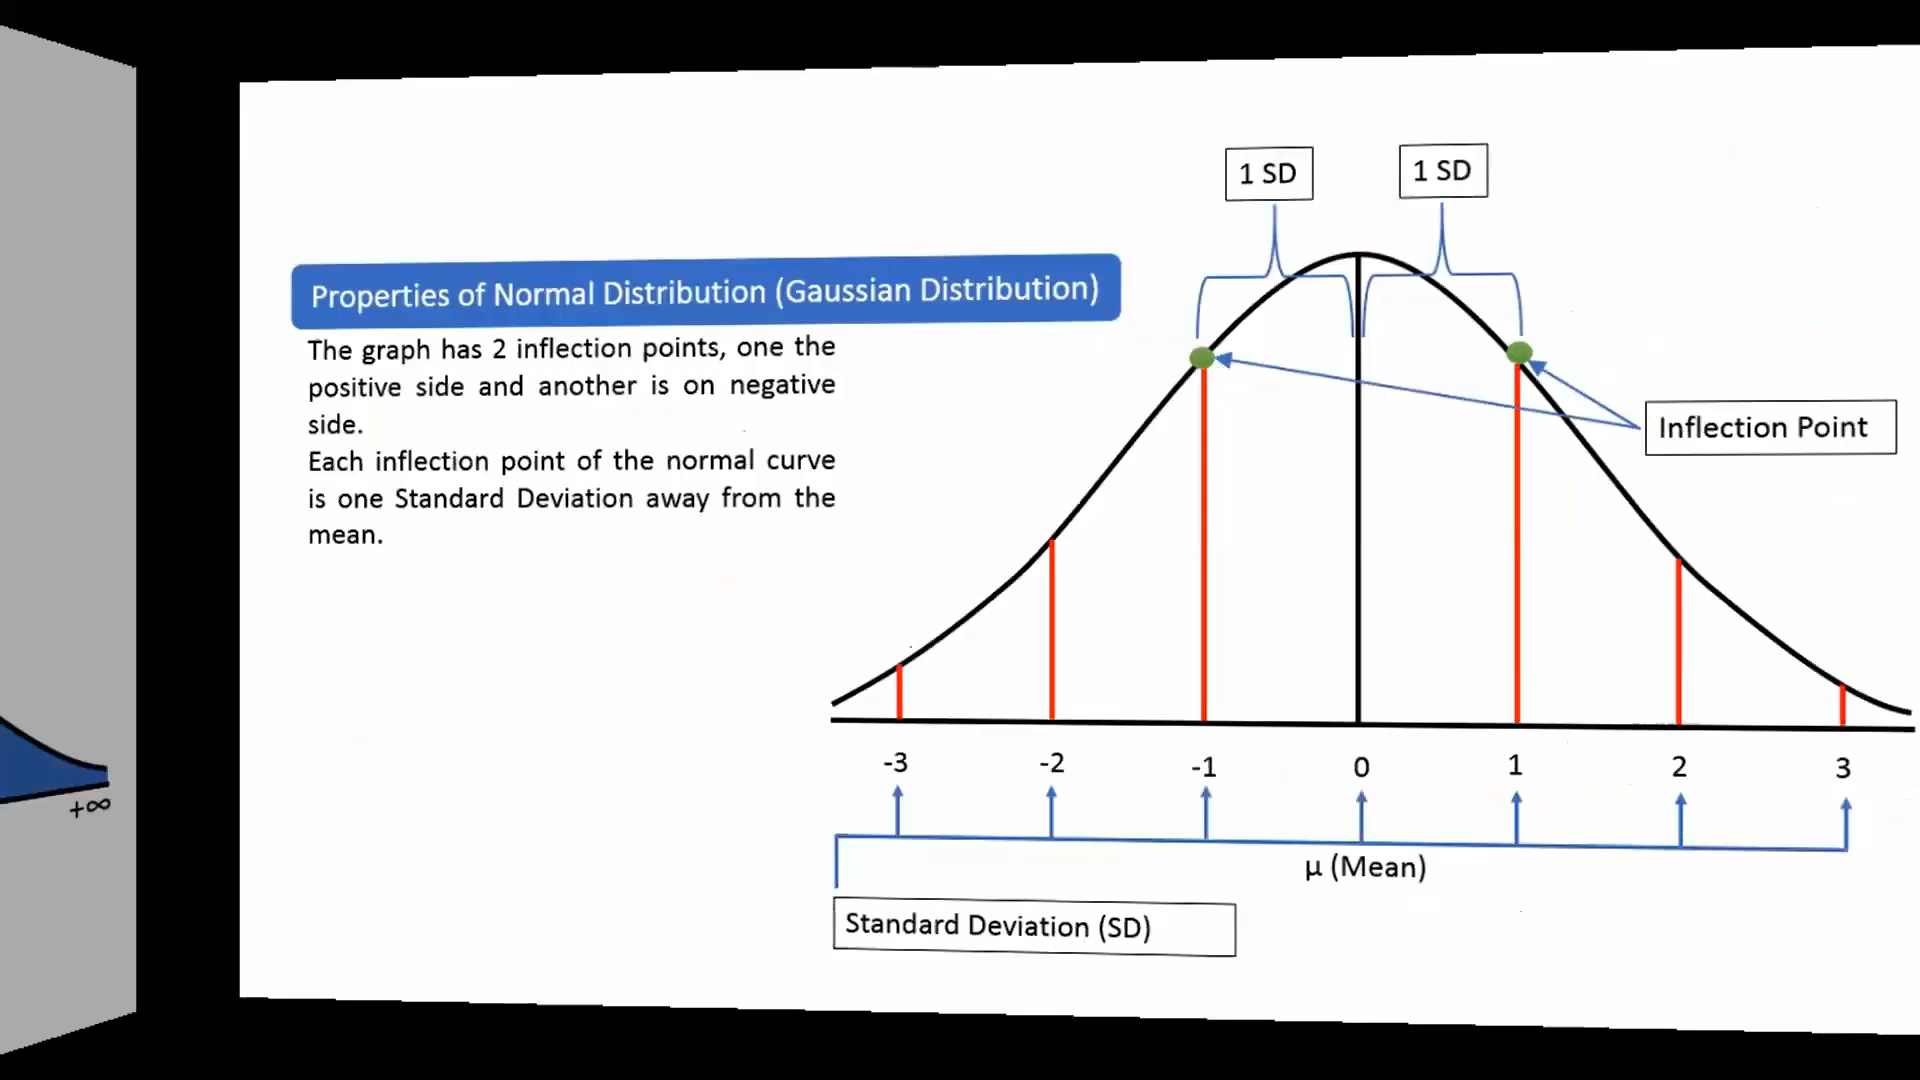 1 SD
1 SD
Properties of Normal Distribution (Gaussian Distribution)
The graph has 2 inflection points, one the
positive side and another is on negative
side.
Each inflection point of the normal curve
is one Standard Deviation away from the
mean.
Inflection Point
-3 -2 -1 0 1 2 3
µ (Mean)
Standard Deviation (SD)
+∞